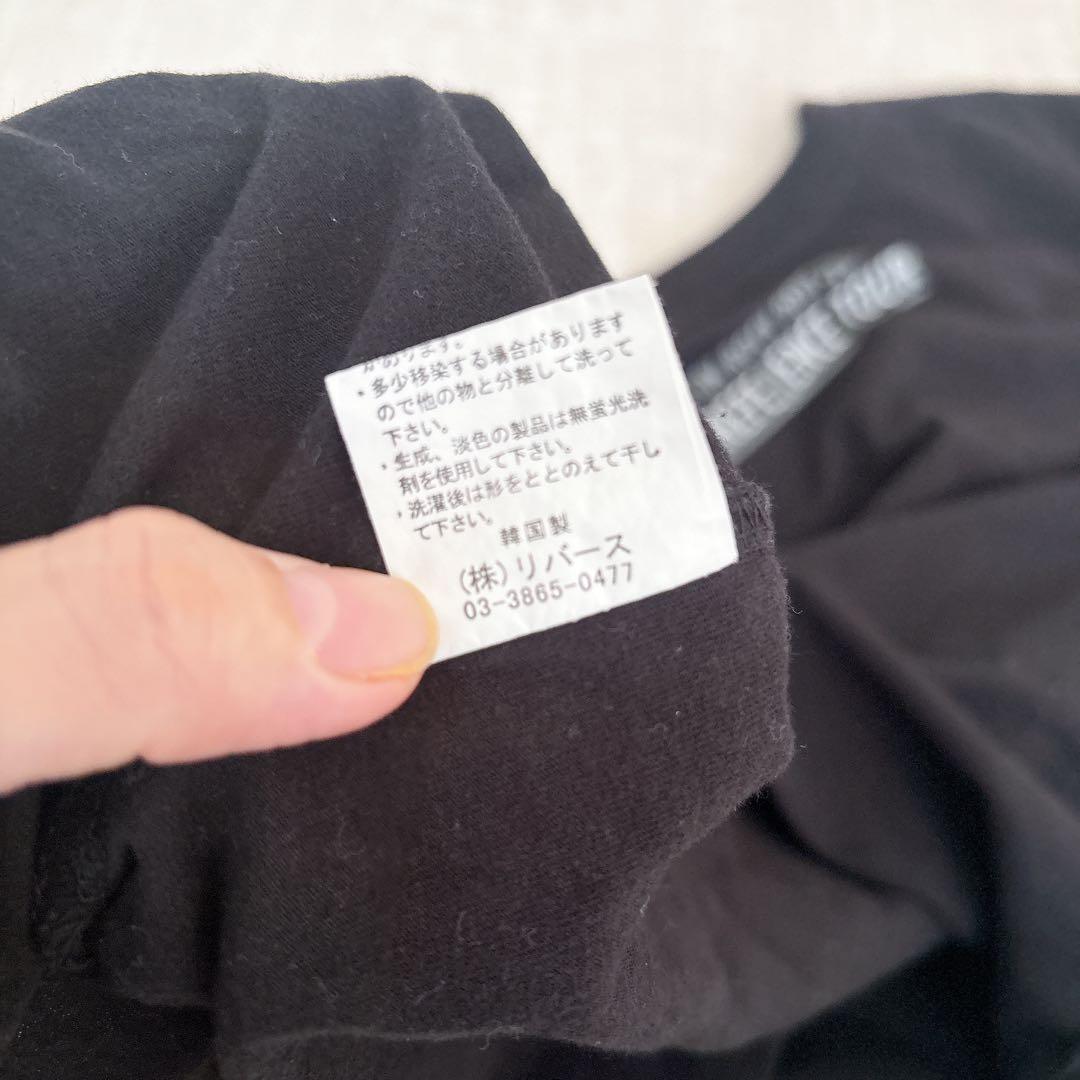 があります。
・多少移染する場合があります
ので他の物と分離して洗って
下さい。
・生成、淡色の製品は無蛍光洗
剤を使用して下さい。
・洗濯後は形をととのえて干し
て下さい。
韓国製
(株)リバース
03-3865-0477
TOUR